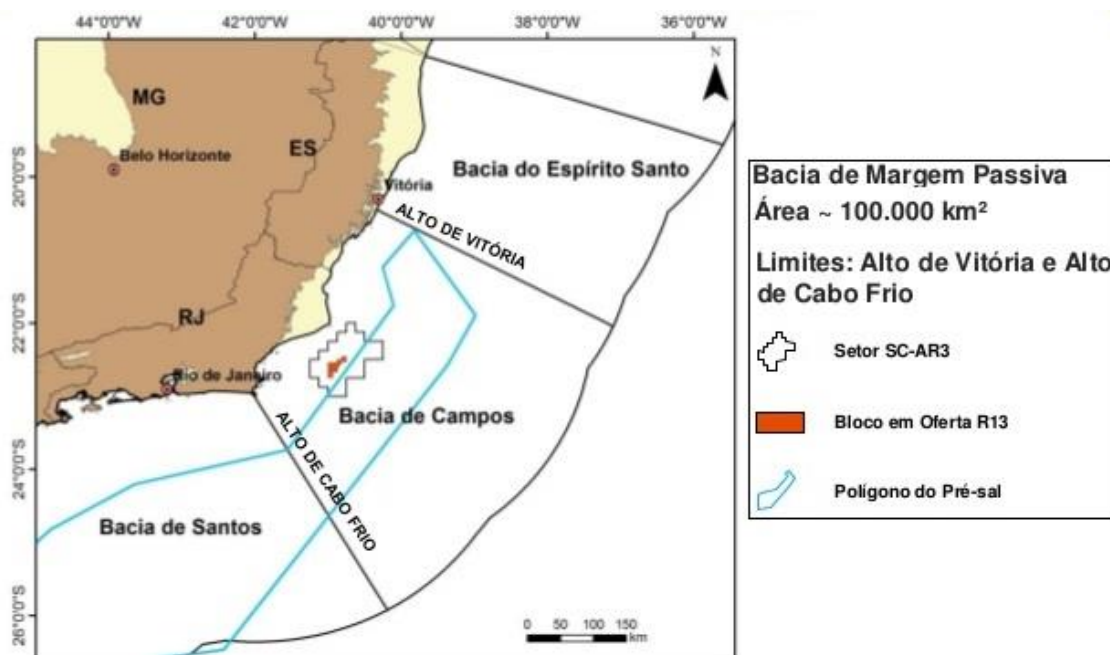 44°0'0"W 42°0'0"W 40°0'0"W 38°0'0"W 36°0'0"W
N
MG
ES
Belo Horizonte
20°0'0"S
Vitória
Bacia do Espírito Santo
ALTO DE VITÓRIA
22°0'0"S
RJ
Rio de Janeiro
Bacia de Campos
ALTO DE CABO FRIO
24°0'0"S
Bacia de Santos
26°0'0"S
0 50 100 150
km
Bacia de Margem Passiva
Área ~ 100.000 km²
Limites: Alto de Vitória e Alto
de Cabo Frio
Setor SC-AR3
Bloco em Oferta R13
Polígono do Pré-sal